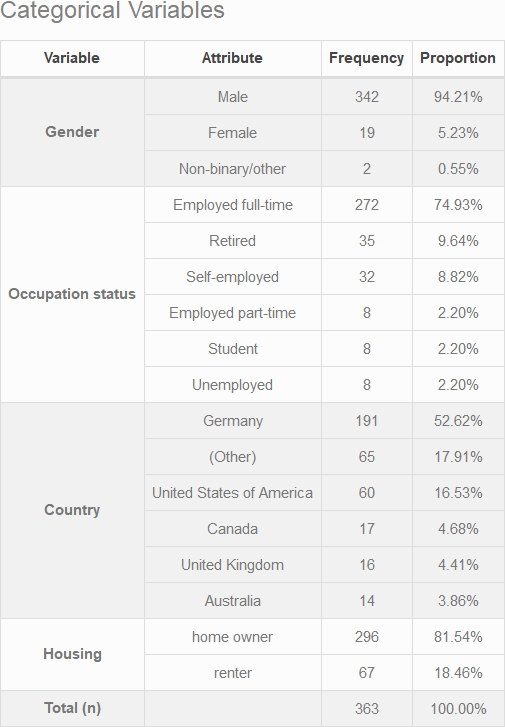 Categorical Variables
Variable Attribute Frequency Proportion
Gender Male 342 94.21%
Female 19 5.23%
Non-binary/other 2 0.55%
Occupation status Employed full-time 272 74.93%
Retired 35 9.64%
Self-employed 32 8.82%
Employed part-time 8 2.20%
Student 8 2.20%
Unemployed 8 2.20%
Country Germany 191 52.62%
(Other) 65 17.91%
United States of America 60 16.53%
Canada 17 4.68%
United Kingdom 16 4.41%
Australia 14 3.86%
Housing home owner 296 81.54%
renter 67 18.46%
Total (n) 363 100.00%